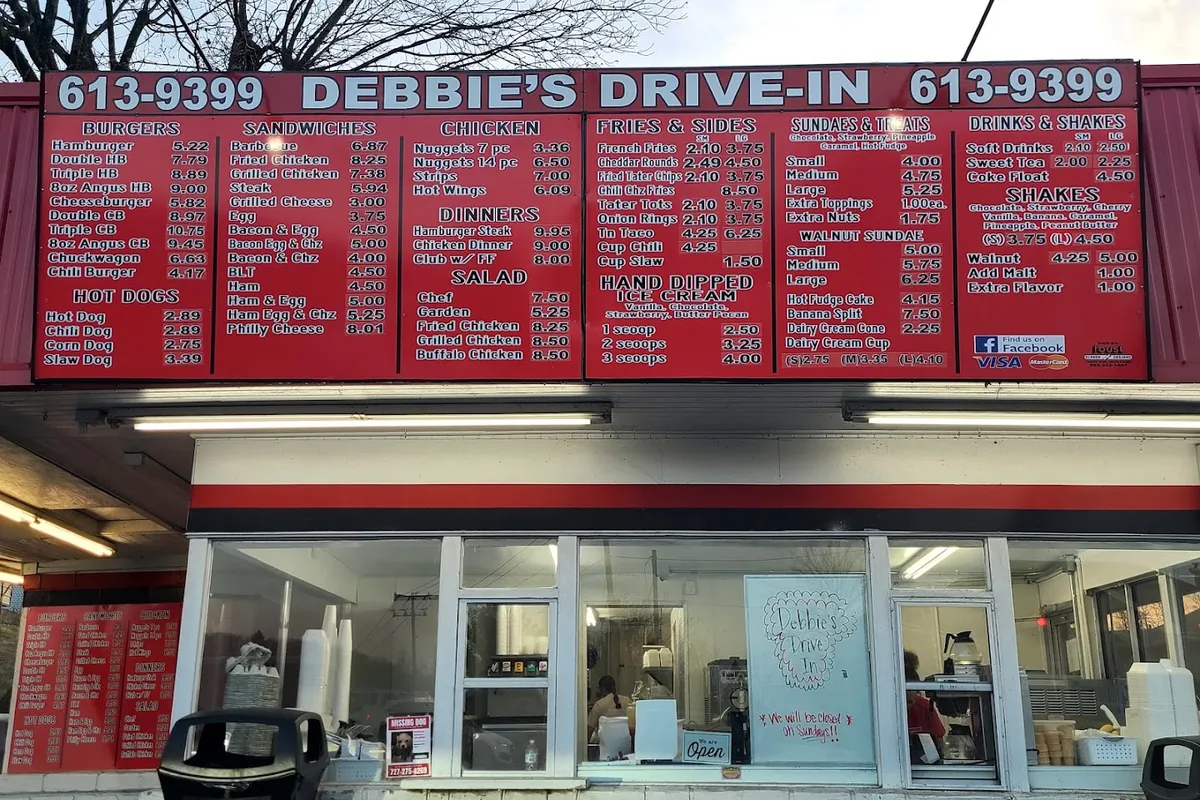 613-9399 DEBBIE'S DRIVE-IN 613-9399
BURGERS
Hamburger 5.22
Double HB 7.79
Triple HB 8.89
8oz Angus HB 9.00
Cheeseburger 5.82
Double CB 8.97
Triple CB 10.75
8oz Angus CB 9.45
Chuckwagon 6.63
Chili Burger 4.17
HOT DOGS
Hot Dog 2.89
Chili Dog 2.89
Corn Dog 2.75
Slaw Dog 3.39
SANDWICHES
Barbecue 6.87
Fried Chicken 8.25
Grilled Chicken 7.38
Steak 5.94
Grilled Cheese 3.00
Egg 3.75
Bacon & Egg 4.50
Bacon Egg & Chz 5.00
Bacon & Chz 4.00
BLT 4.50
Ham 4.50
Ham & Egg 5.00
Ham Egg & Chz 5.25
Philly Cheese 8.01
CHICKEN
Nuggets 7 pc 3.36
Nuggets 14 pc 6.50
Strips 7.00
Hot Wings 6.09
DINNERS
Hamburger Steak 9.95
Chicken Dinner 9.00
Club w/ FF 8.00
SALAD
Chef 7.50
Garden 5.25
Fried Chicken 8.25
Grilled Chicken 8.50
Buffalo Chicken 8.50
FRIES & SIDES
SM LG
French Fries 2.10 3.75
Cheddar Rounds 2.49 4.50
Fried Tater Chips 2.10 3.75
Chili Chz Fries 8.50
Tater Tots 2.10 3.75
Onion Rings 2.10 3.75
Tn Taco 4.25 6.25
Cup Chili 4.25
Cup Slaw 1.50
HAND DIPPED
ICE CREAM
Vanilla, Chocolate,
Strawberry, Butter Pecan
1 scoop 2.50
2 scoops 3.25
3 scoops 4.00
SUNDAES & TREATS
Chocolate, Strawberry, Pineapple
Caramel, Hot Fudge
Small 4.00
Medium 4.75
Large 5.25
Extra Toppings 1.00ea.
Extra Nuts 1.75
WALNUT SUNDAE
Small 5.00
Medium 5.75
Large 6.25
Hot Fudge Cake 4.15
Banana Split 7.50
Dairy Cream Cone 2.25
Dairy Cream Cup
(S)2.75 (M)3.35 (L)4.10
DRINKS & SHAKES
SM LG
Soft Drinks 2.10 2.50
Sweet Tea 2.00 2.25
Coke Float 4.50
SHAKES
Chocolate, Strawberry, Cherry
Vanilla, Banana, Caramel,
Pineapple, Peanut Butter
(S) 3.75 (L) 4.50
Walnut 4.25 5.00
Add Malt 1.00
Extra Flavor 1.00
f Find us on
Facebook
VISA MasterCard
Debbie's
Drive
In
* We will be closed *
on Sundays!!
We are
Open
MISSING DOG
727-275-6269
BURGERS
SANDWICHES
CHICKEN
DINNERS
SALAD
HOT DOGS